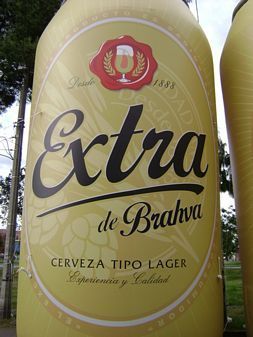 Desde 1888
Extra
de Brahva
CERVEZA TIPO LAGER
Experiencia y Calidad